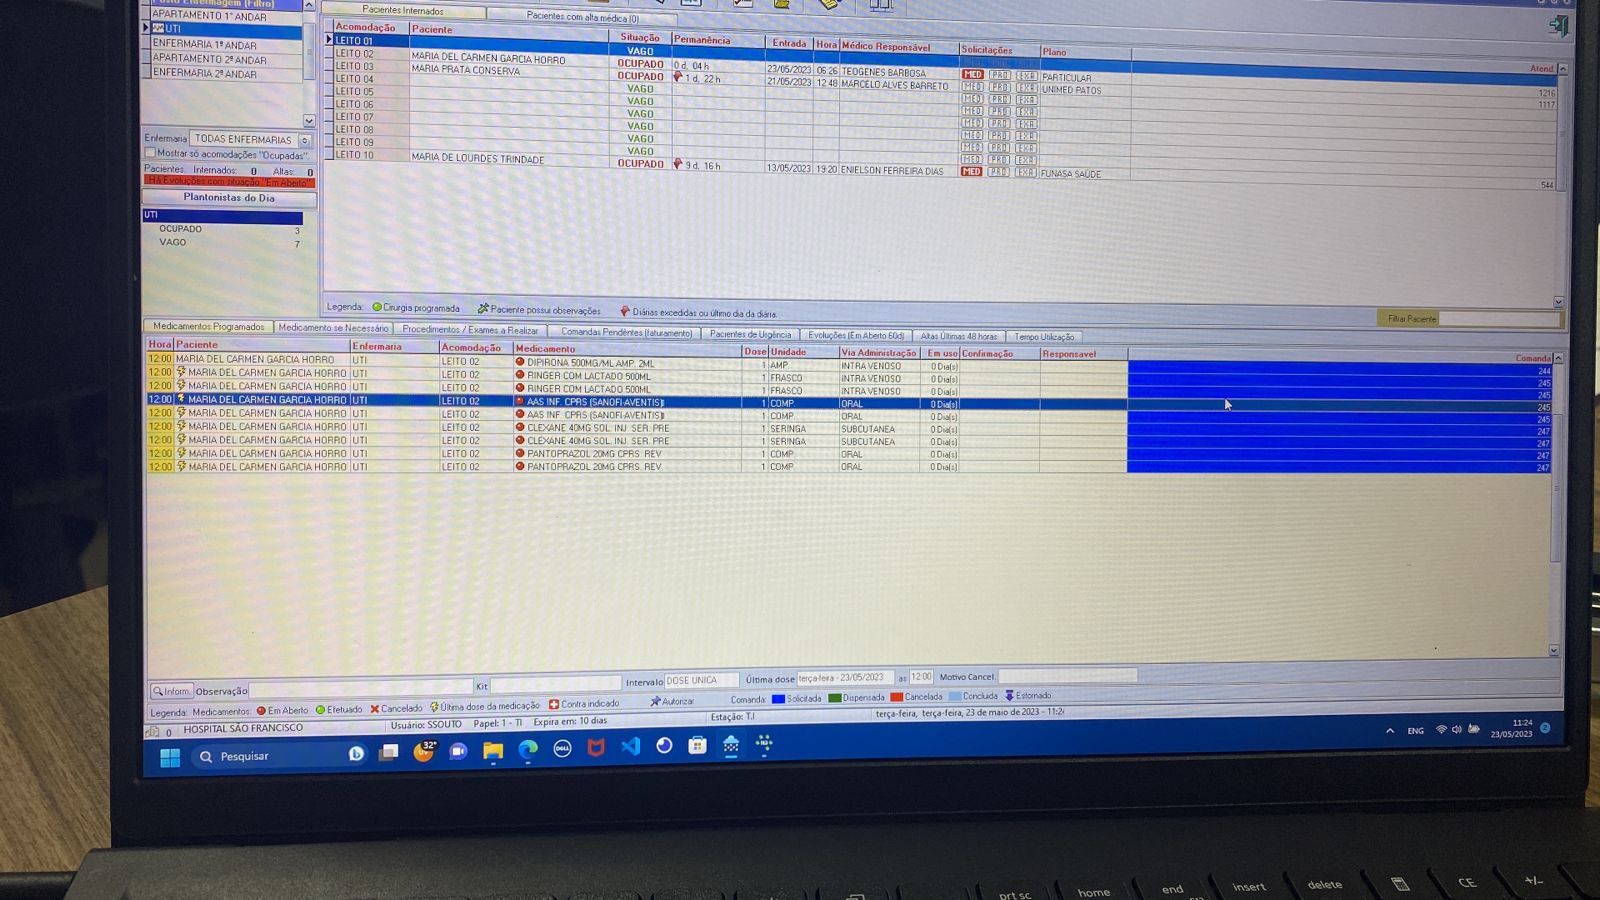 Posto Enfermagem (Filtro)
APARTAMENTO 1º ANDAR
UTI
ENFERMARIA 1º ANDAR
APARTAMENTO 2º ANDAR
ENFERMARIA 2º ANDAR
Enfermaria TODAS ENFERMARIAS
Mostrar só acomodações "Ocupadas".
Pacientes. Internados: 0 Altas: 0
Há Evoluções com situação "Em Aberto"
Plantonistas do Dia
UTI
OCUPADO 3
VAGO 7
Pacientes Internados Pacientes com alta médica (0)
Acomodação Paciente Situação Permanência Entrada Hora Médico Responsável Solicitações Plano Atend.
LEITO 01 VAGO
LEITO 02 MARIA DEL CARMEN GARCIA HORRO OCUPADO 0 d. 04 h 23/05/2023 06:26 TEOGENES BARBOSA MED PRO EXA PARTICULAR 1216
LEITO 03 MARIA PRATA CONSERVA OCUPADO 1 d. 22 h 21/05/2023 12:48 MARCELO ALVES BARRETO MED PRO EXA UNIMED PATOS 1117
LEITO 04 VAGO MED PRO EXA
LEITO 05 VAGO MED PRO EXA
LEITO 06 VAGO MED PRO EXA
LEITO 07 VAGO MED PRO EXA
LEITO 08 VAGO MED PRO EXA
LEITO 09 VAGO MED PRO EXA
LEITO 10 MARIA DE LOURDES TRINDADE OCUPADO 9 d. 16 h 13/05/2023 19:20 ENIELSON FERREIRA DIAS MED PRO EXA FUNASA SAÚDE 544
Legenda: Cirurgia programada Paciente possui observações Diárias excedidas ou último dia da diária.
Filtrar Paciente
Medicamentos Programados Medicamento se Necessário Procedimentos / Exames a Realizar Comandas Pendentes (faturamento) Pacientes de Urgência Evoluções (Em Aberto 60d) Altas Últimas 48 horas Tempo Utilização
Hora Paciente Enfermaria Acomodação Medicamento Dose Unidade Via Administração Em uso Confirmação Responsavel Comanda
12:00 MARIA DEL CARMEN GARCIA HORRO UTI LEITO 02 DIPIRONA 500MG/ML AMP. 2ML 1 AMP. INTRA VENOSO 0 Dia(s) 244
12:00 MARIA DEL CARMEN GARCIA HORRO UTI LEITO 02 RINGER COM LACTADO 500ML 1 FRASCO INTRA VENOSO 0 Dia(s) 245
12:00 MARIA DEL CARMEN GARCIA HORRO UTI LEITO 02 RINGER COM LACTADO 500ML 1 FRASCO INTRA VENOSO 0 Dia(s) 245
12:00 MARIA DEL CARMEN GARCIA HORRO UTI LEITO 02 AAS INF. CPRS (SANOFI-AVENTIS) 1 COMP. ORAL 0 Dia(s) 245
12:00 MARIA DEL CARMEN GARCIA HORRO UTI LEITO 02 AAS INF. CPRS (SANOFI-AVENTIS) 1 COMP. ORAL 0 Dia(s) 245
12:00 MARIA DEL CARMEN GARCIA HORRO UTI LEITO 02 CLEXANE 40MG SOL. INJ. SER. PRE 1 SERINGA SUBCUTANEA 0 Dia(s) 247
12:00 MARIA DEL CARMEN GARCIA HORRO UTI LEITO 02 CLEXANE 40MG SOL. INJ. SER. PRE 1 SERINGA SUBCUTANEA 0 Dia(s) 247
12:00 MARIA DEL CARMEN GARCIA HORRO UTI LEITO 02 PANTOPRAZOL 20MG CPRS. REV 1 COMP. ORAL 0 Dia(s) 247
12:00 MARIA DEL CARMEN GARCIA HORRO UTI LEITO 02 PANTOPRAZOL 20MG CPRS. REV 1 COMP. ORAL 0 Dia(s) 247
Inform. Observação Kit Intervalo DOSE UNICA Última dose terça-feira - 23/05/2023 as 12:00 Motivo Cancel.
Legenda: Medicamentos: Em Aberto Efetuado Cancelado Última dose da medicação Contra indicado Autorizar Comanda: Solicitada Dispensada Cancelada Concluida Estornado
0 HOSPITAL SÃO FRANCISCO Usuário: SSOUTO Papel: 1 - TI Expira em: 10 dias Estação: T.I terça-feira, terça-feira, 23 de maio de 2023 - 11:24
Pesquisar 32° DELL ENG 11:24
23/05/2023 2
prt sc home end insert delete CE +/-